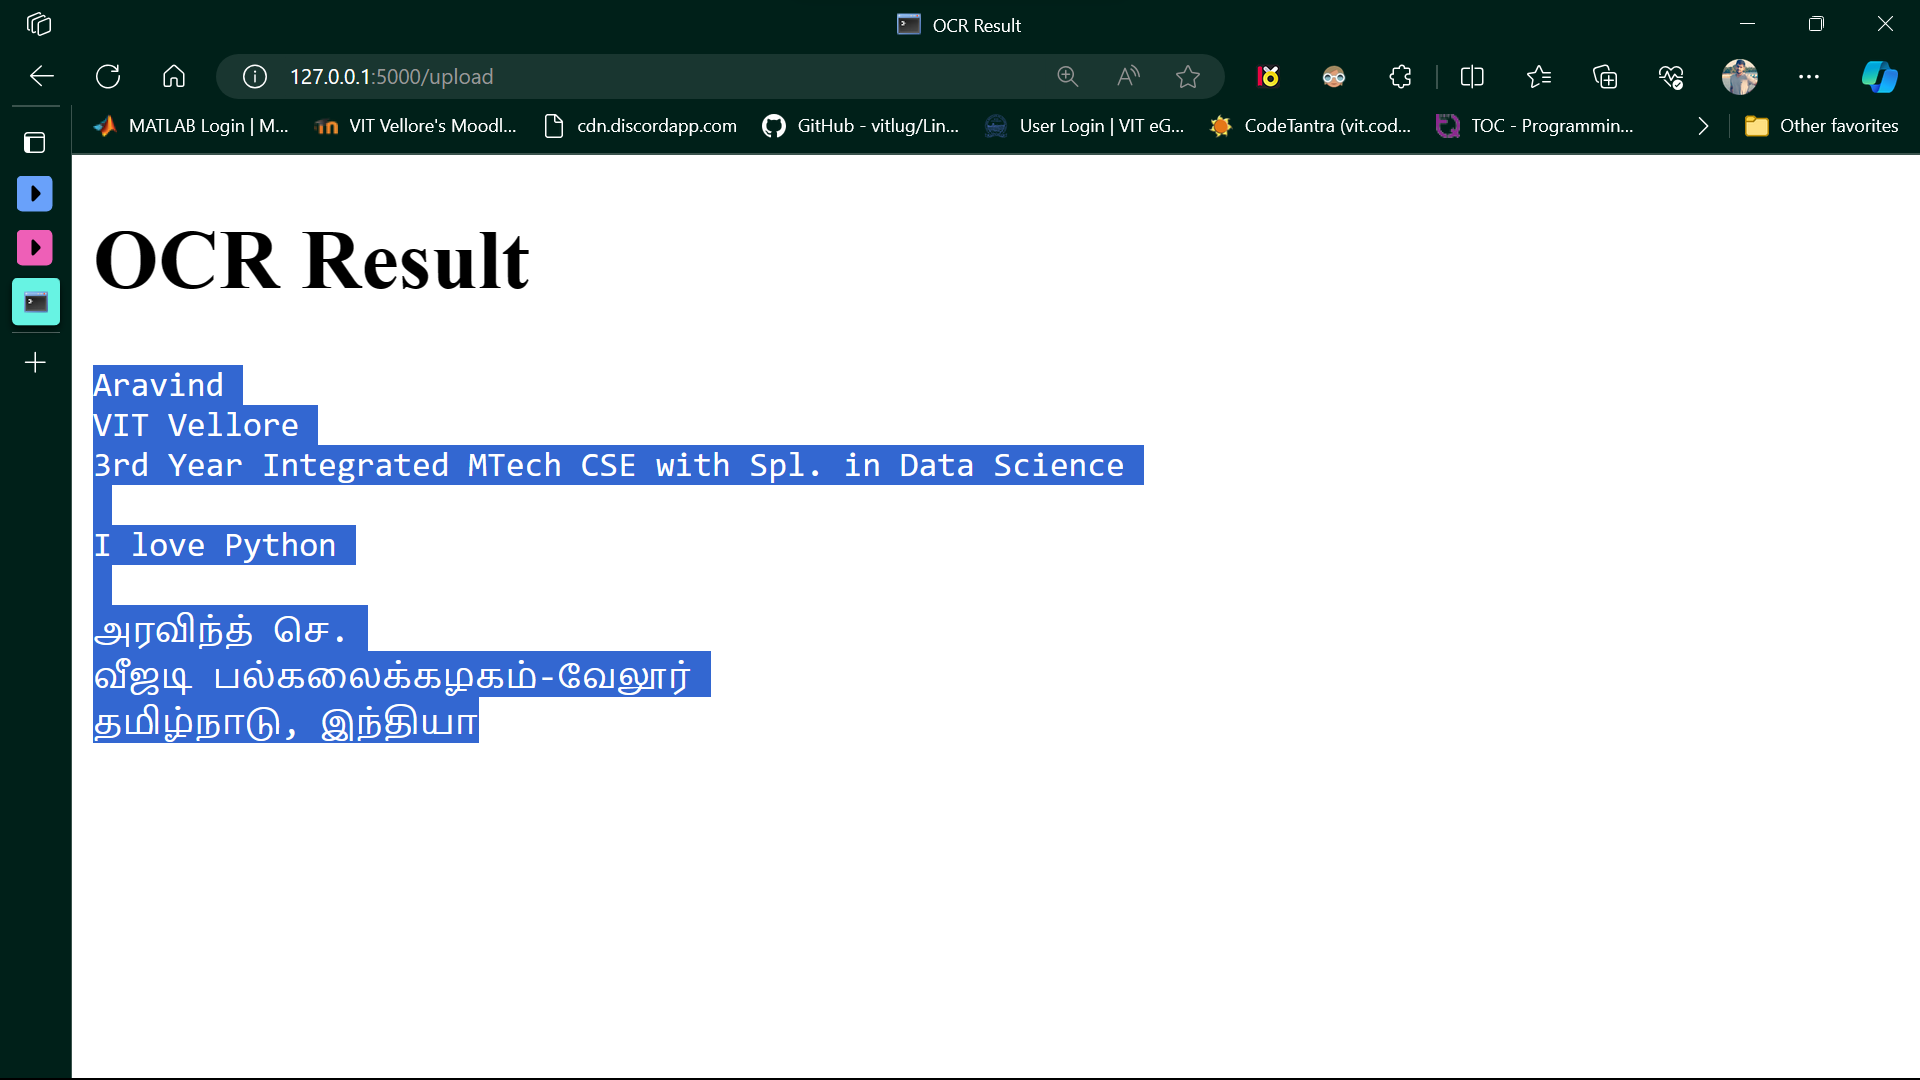 OCR Result
127.0.0.1:5000/upload
MATLAB Login | M...
VIT Vellore's Moodl...
cdn.discordapp.com
GitHub - vitlug/Lin...
User Login | VIT eG...
CodeTantra (vit.cod...
TOC - Programmin...
Other favorites
OCR Result
Aravind
VIT Vellore
3rd Year Integrated MTech CSE with Spl. in Data Science
I love Python
அரவிந்த் செ.
வீஜடி பல்கலைக்கழகம்-வேலூர்
தமிழ்நாடு, இந்தியா